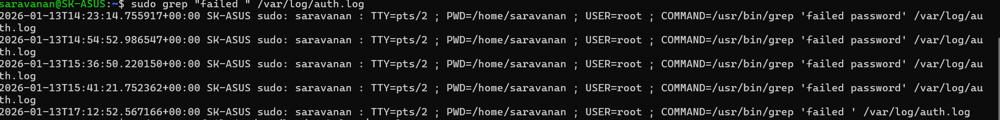 saravanan@SK-ASUS:~$ sudo grep "failed " /var/log/auth.log
2026-01-13T14:23:14.755917+00:00 SK-ASUS sudo: saravanan : TTY=pts/2 ; PWD=/home/saravanan ; USER=root ; COMMAND=/usr/bin/grep 'failed password' /var/log/au
th.log
2026-01-13T14:54:52.986547+00:00 SK-ASUS sudo: saravanan : TTY=pts/2 ; PWD=/home/saravanan ; USER=root ; COMMAND=/usr/bin/grep 'failed password' /var/log/au
th.log
2026-01-13T15:36:50.220150+00:00 SK-ASUS sudo: saravanan : TTY=pts/2 ; PWD=/home/saravanan ; USER=root ; COMMAND=/usr/bin/grep 'failed password' /var/log/au
th.log
2026-01-13T15:41:21.752362+00:00 SK-ASUS sudo: saravanan : TTY=pts/2 ; PWD=/home/saravanan ; USER=root ; COMMAND=/usr/bin/grep 'failed password' /var/log/au
th.log
2026-01-13T17:12:52.567166+00:00 SK-ASUS sudo: saravanan : TTY=pts/2 ; PWD=/home/saravanan ; USER=root ; COMMAND=/usr/bin/grep 'failed ' /var/log/auth.log